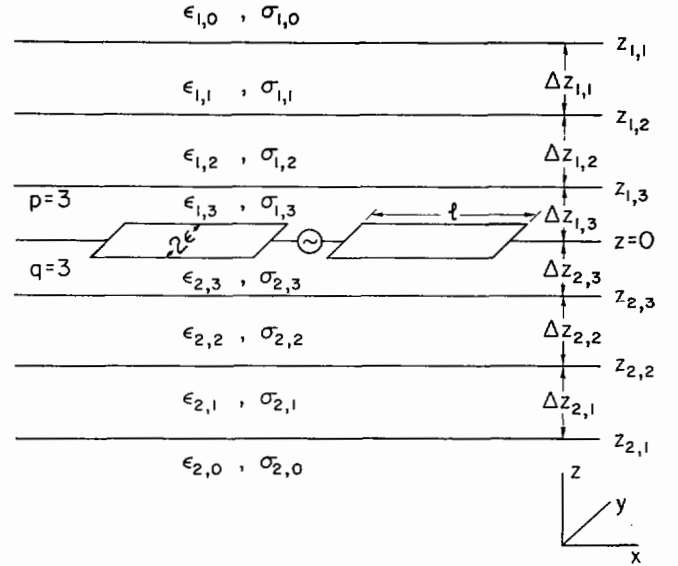 ϵ₁,₀ , σ₁,₀
z₁,₁
ϵ₁,₁ , σ₁,₁
Δz₁,₁
z₁,₂
ϵ₁,₂ , σ₁,₂
Δz₁,₂
z₁,₃
p=3
ϵ₁,₃ , σ₁,₃
ℓ
Δz₁,₃
2ϵ
z=0
q=3
ϵ₂,₃ , σ₂,₃
Δz₂,₃
z₂,₃
ϵ₂,₂ , σ₂,₂
Δz₂,₂
z₂,₂
ϵ₂,₁ , σ₂,₁
Δz₂,₁
z₂,₁
ϵ₂,₀ , σ₂,₀
z
y
x